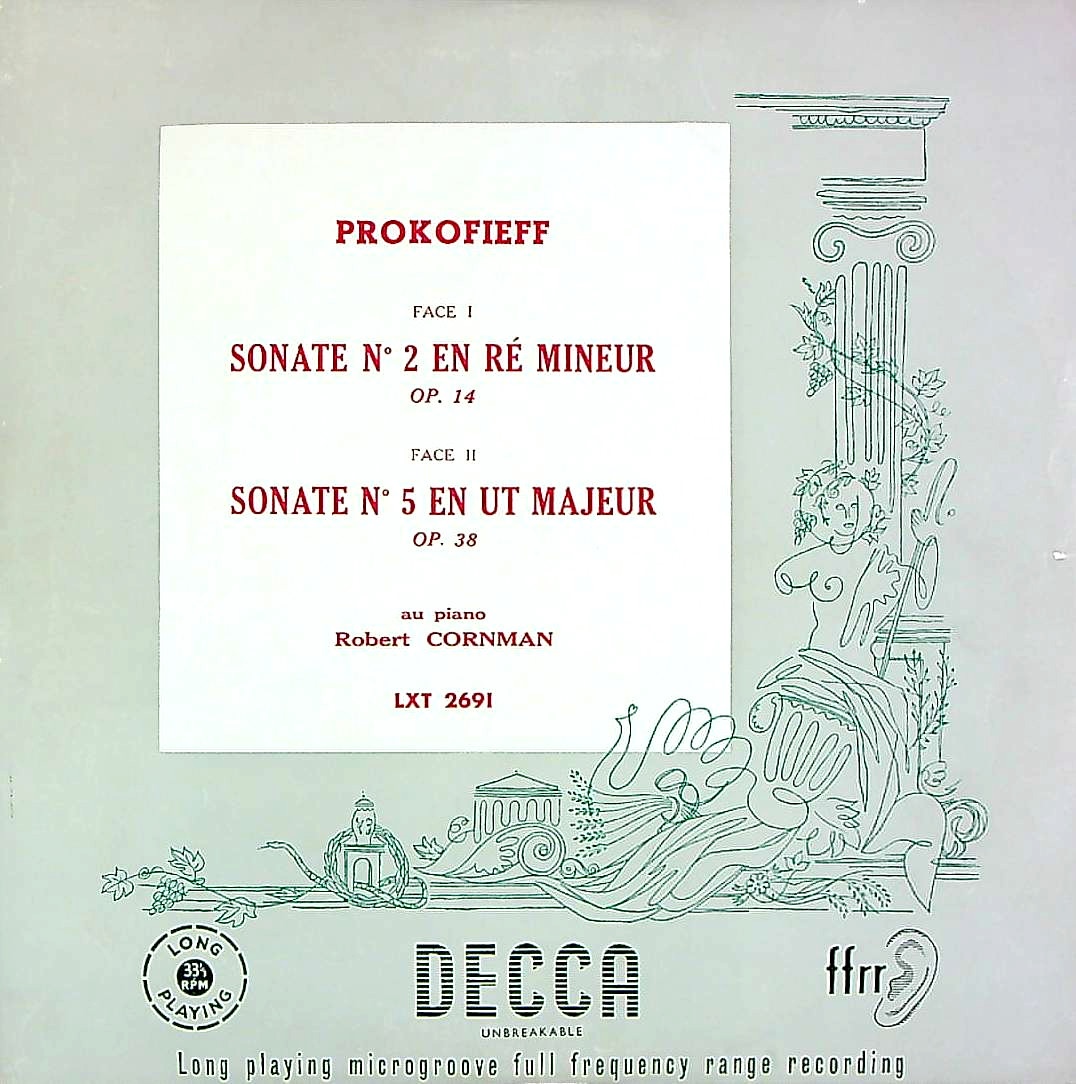 PROKOFIEFF
FACE I
SONATE N° 2 EN RÉ MINEUR
OP. 14
FACE II
SONATE N° 5 EN UT MAJEUR
OP. 38
au piano
Robert CORNMAN
LXT 2691
LONG
33⅓
RPM
PLAYING
DECCA
UNBREAKABLE
ffrr
Long playing microgroove full frequency range recording